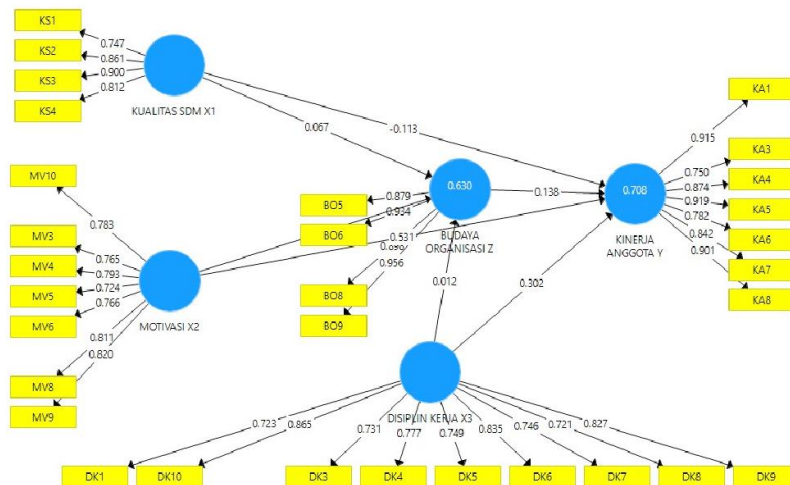 KS1
KS2
KS3
KS4
0.747
0.861
0.900
0.812
KUALITAS SDM X1
0.067
-0.113
MV10
MV3
MV4
MV5
MV6
MV8
MV9
0.783
0.765
0.793
0.724
0.766
0.811
0.820
MOTIVASI X2
BO5
BO6
BO8
BO9
0.879
0.934
0.531
0.956
0.630
BUDAYA
ORGANISASI Z
0.138
0.708
KINERJA
ANGGOTA Y
0.915
0.750
0.874
0.919
0.782
0.842
0.901
KA1
KA3
KA4
KA5
KA6
KA7
KA8
0.012
0.302
DISIPLIN KERJA X3
0.723
0.865
0.731
0.777
0.749
0.835
0.746
0.721
0.827
DK1
DK10
DK3
DK4
DK5
DK6
DK7
DK8
DK9